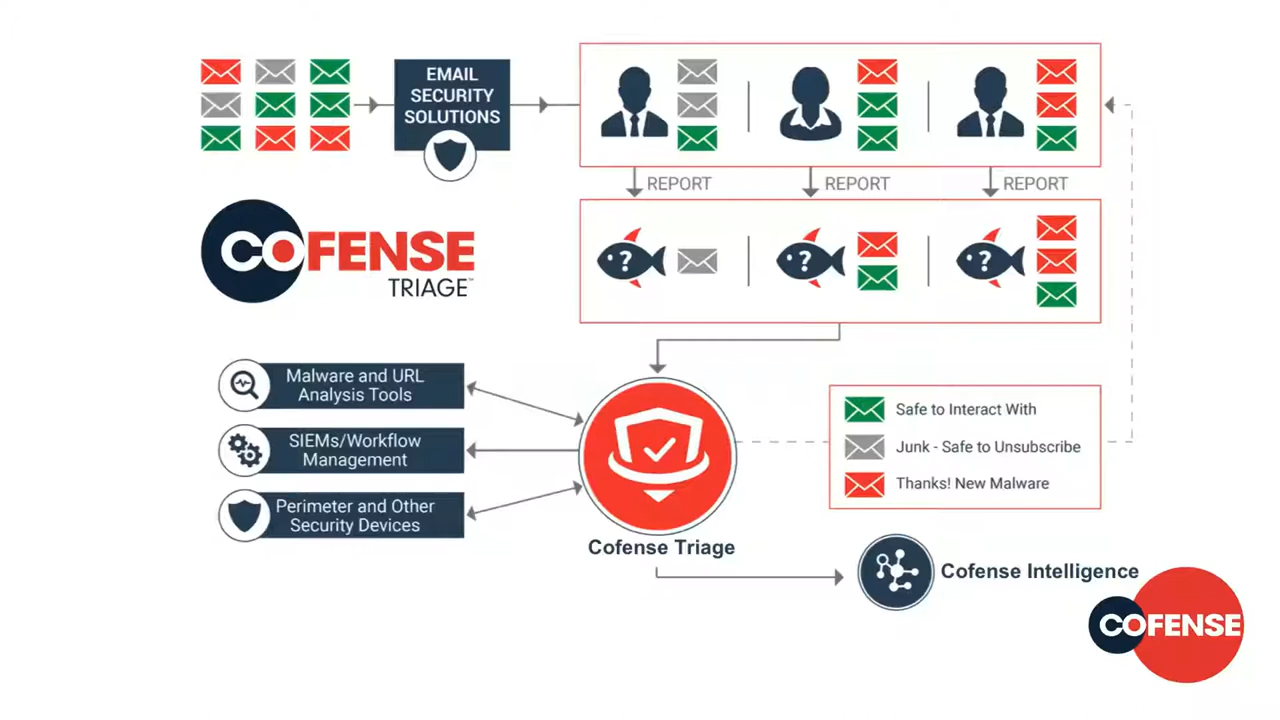 EMAIL
SECURITY
SOLUTIONS
REPORT
REPORT
REPORT
COFENSE
TRIAGE™
?
?
?
Malware and URL
Analysis Tools
SIEMs/Workflow
Management
Perimeter and Other
Security Devices
Safe to Interact With
Junk - Safe to Unsubscribe
Thanks! New Malware
Cofense Triage
Cofense Intelligence
COFENSE